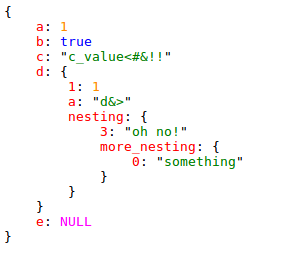 {
    a: 1
    b: true
    c: "c_value<#&!!"
    d: {
        1: 1
        a: "d&>"
        nesting: {
            3: "oh no!"
            more_nesting: {
                0: "something"
            }
        }
    }
    e: NULL
}